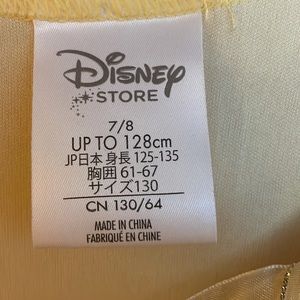 Disney
STORE
7/8
UP TO 128cm
JP日本 身長 125-135
胸囲 61-67
サイズ130
CN 130/64
MADE IN CHINA
FABRIQUÉ EN CHINE